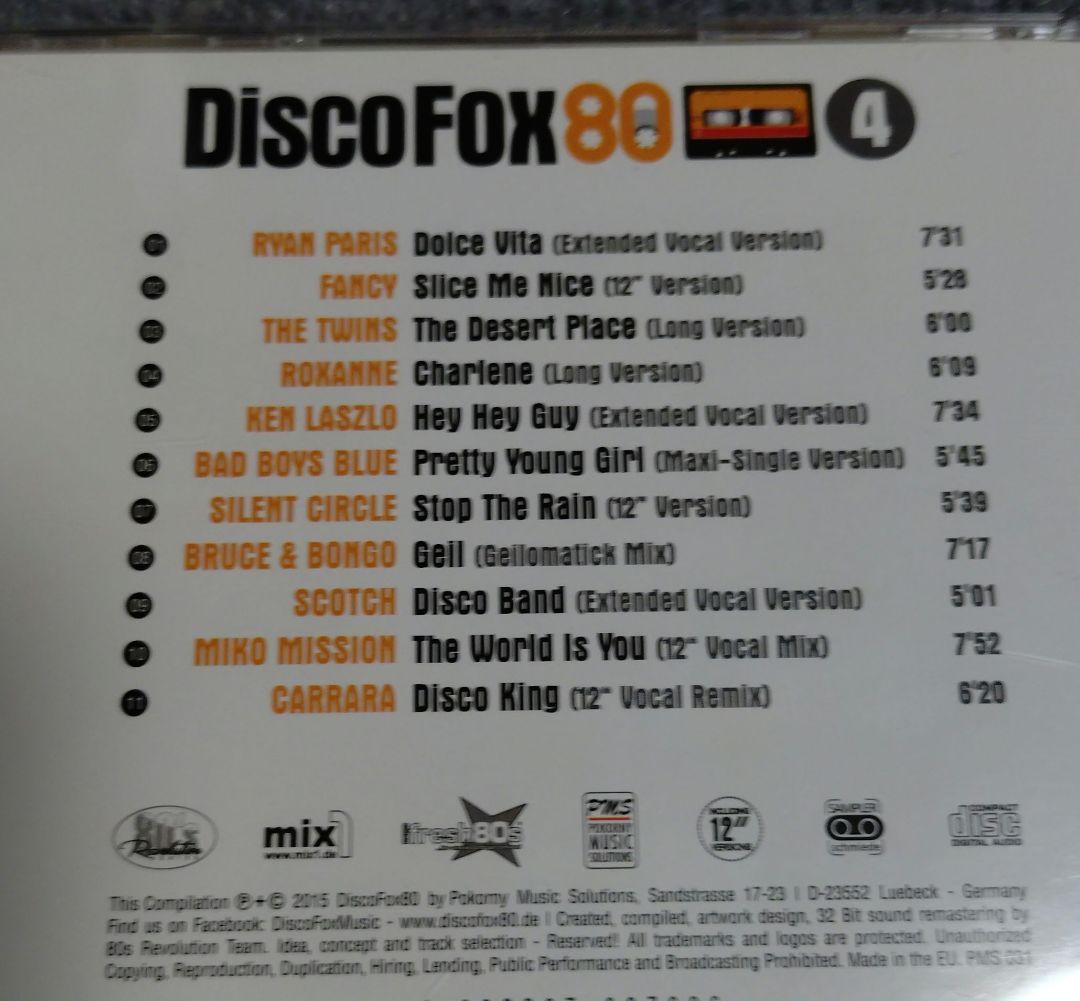 DiscoFox80 4
01 RYAN PARIS Dolce Vita (Extended Vocal Version) 7'31
02 FANCY Slice Me Nice (12" Version) 5'28
03 THE TWINS The Desert Place (Long Version) 6'00
04 ROXANNE Charlene (Long Version) 6'09
05 KEN LASZLO Hey Hey Guy (Extended Vocal Version) 7'34
06 BAD BOYS BLUE Pretty Young Girl (Maxi-Single Version) 5'45
07 SILENT CIRCLE Stop The Rain (12" Version) 5'39
08 BRUCE & BONGO Geil (Geilomatick Mix) 7'17
09 SCOTCH Disco Band (Extended Vocal Version) 5'01
10 MIKO MISSION The World Is You (12" Vocal Mix) 7'52
11 CARRARA Disco King (12" Vocal Remix) 6'20
mix1
www.mix1.de
fresh80s
PMS
POKORNY
MUSIC
SOLUTIONS
12"
SAMPLER
schmiede
COMPACT
disc
DIGITAL AUDIO
This Compilation ℗+© 2015 DiscoFox80 by Pokorny Music Solutions, Sandstrasse 17-23 | D-23552 Luebeck - Germany
Find us on Facebook: DiscoFoxMusic - www.discofox80.de | Created, compiled, artwork design, 32 Bit sound remastering by
80s Revolution Team. Idea, concept and track selection - Reserved! All trademarks and logos are protected. Unauthorized
Copying, Reproduction, Duplication, Hiring, Lending, Public Performance and Broadcasting Prohibited. Made in the EU. PMS 031